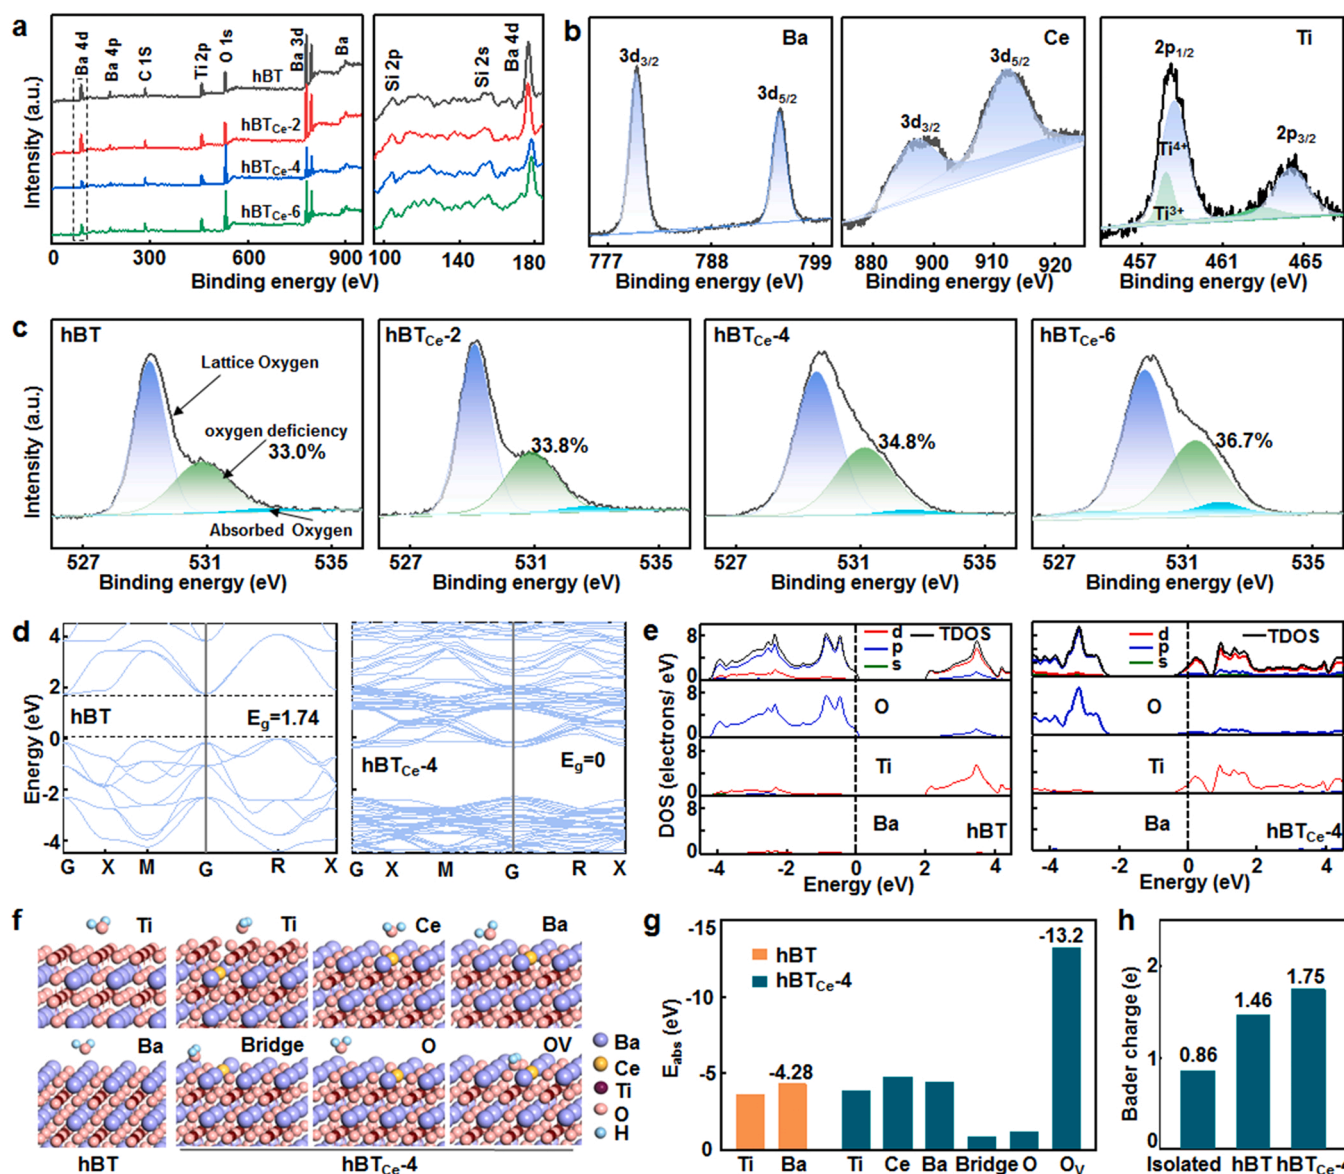 a
Ba 4d
Ba 4p
C 1S
Ti 2p
O 1s
Ba 3d
Ba
hBT
hBTCe-2
hBTCe-4
hBTCe-6
Intensity (a.u.)
0 300 600 900
Binding energy (eV)
Si 2p
Si 2s
Ba 4d
100 140 180
Binding energy (eV)
b
Ba
3d3/2
3d5/2
777 788 799
Binding energy (eV)
Ce
3d3/2
3d5/2
880 900 910 920
Binding energy (eV)
Ti
2p1/2
2p3/2
Ti4+
Ti3+
457 461 465
Binding energy (eV)
Intensity (a.u.)
c
hBT
Lattice Oxygen
oxygen deficiency
33.0%
Absorbed Oxygen
Intensity (a.u.)
527 531 535
Binding energy (eV)
hBTCe-2
33.8%
527 531 535
Binding energy (eV)
hBTCe-4
34.8%
527 531 535
Binding energy (eV)
hBTCe-6
36.7%
527 531 535
Binding energy (eV)
d
Energy (eV)
4
2
0
-2
-4
hBT
Eg=1.74
G X M G R X
hBTCe-4
Eg=0
G X M G R X
e
DOS (electrons/ eV)
8
d
TDOS
p
s
0
8
O
0
8
Ti
0
8
Ba
hBT
0
-4 -2 0 2 4
Energy (eV)
d
TDOS
p
s
O
Ti
Ba
hBTCe-4
-4 -2 0 2 4
Energy (eV)
f
Ti
Ti
Ce
Ba
Ba
Bridge
O
OV
Ba
Ce
Ti
O
H
hBT
hBTCe-4
g
Eabs (eV)
-15
-10
-5
0
hBT
hBTCe-4
-4.28
-13.2
Ti Ba Ti Ce Ba Bridge O OV
h
Bader charge (e)
2
1
0
0.86
1.46
1.75
Isolated hBT